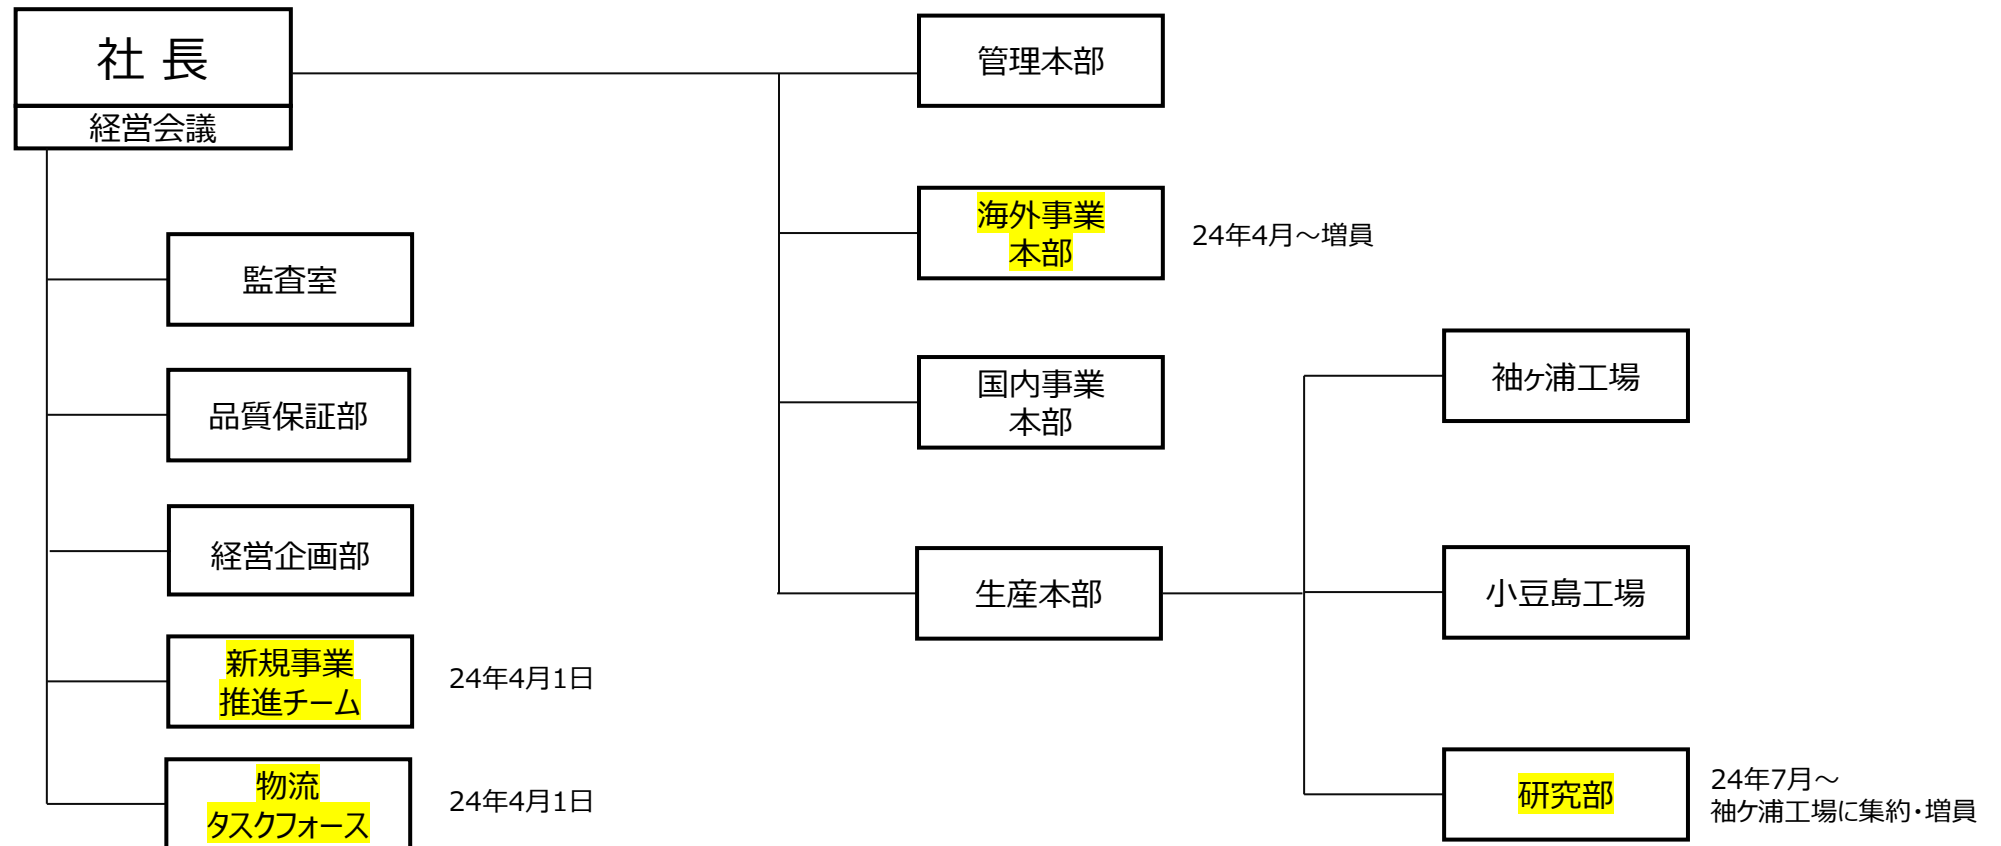 社 長
経営会議
監査室
品質保証部
経営企画部
新規事業
推進チーム
24年4月1日
物流
タスクフォース
24年4月1日
管理本部
海外事業
本部
24年4月～増員
国内事業
本部
生産本部
袖ヶ浦工場
小豆島工場
研究部
24年7月～
袖ケ浦工場に集約・増員